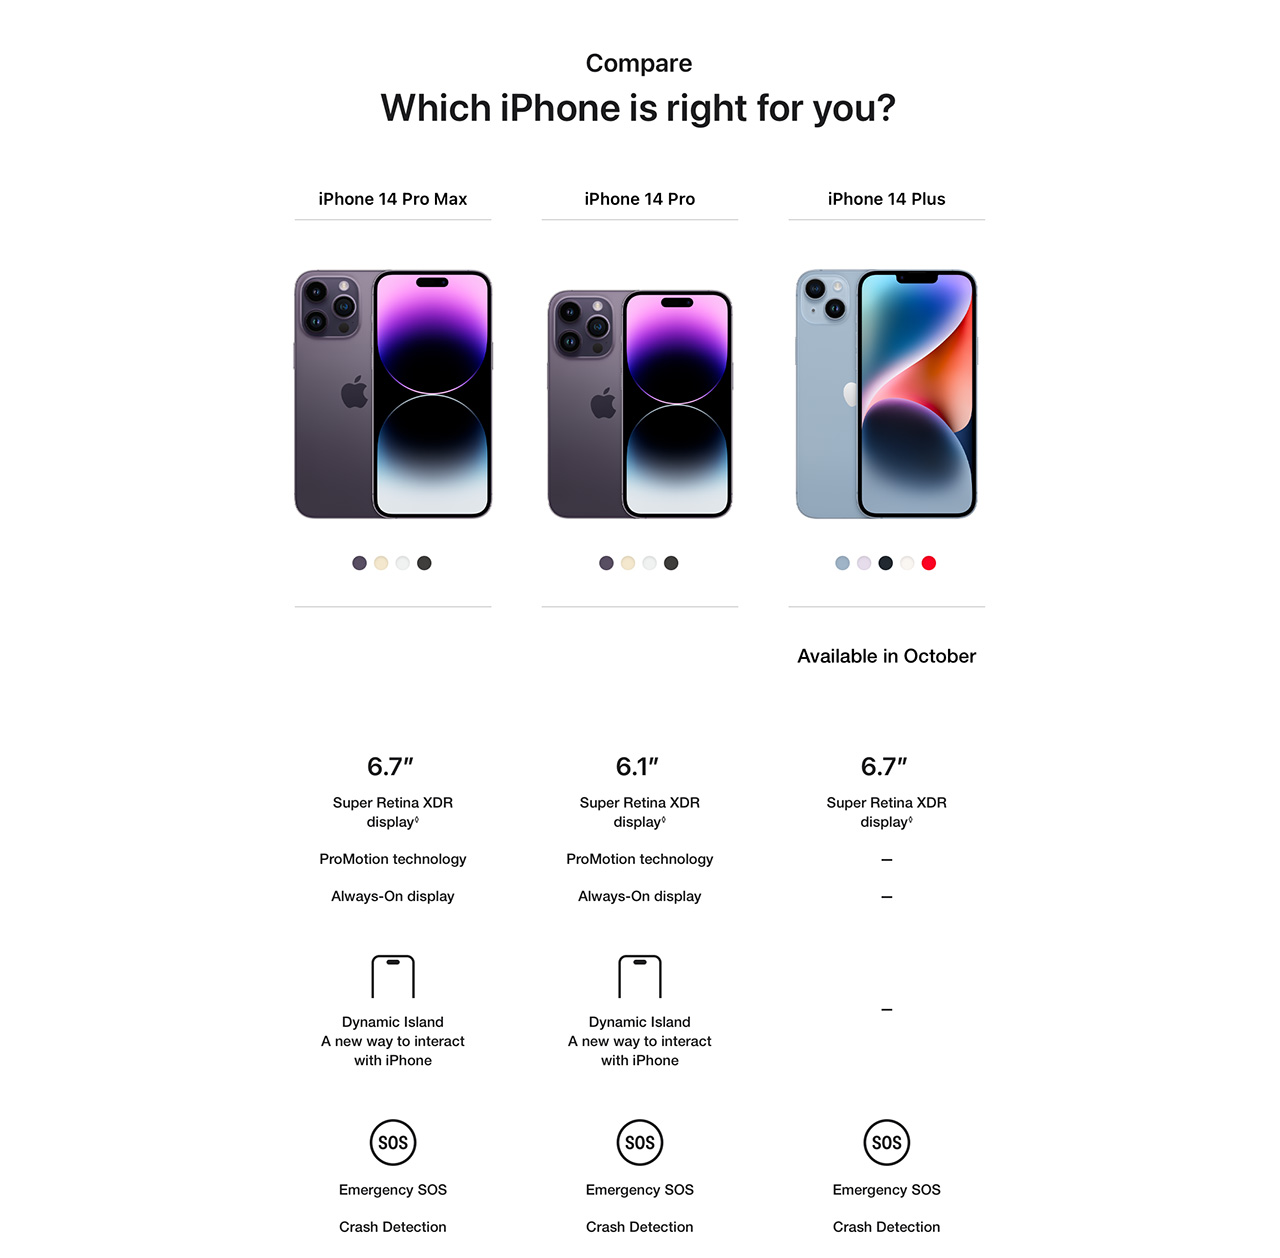 Compare
Which iPhone is right for you?
iPhone 14 Pro Max
iPhone 14 Pro
iPhone 14 Plus
Available in October
6.7″
6.1″
6.7″
Super Retina XDR
display◊
Super Retina XDR
display◊
Super Retina XDR
display◊
ProMotion technology
ProMotion technology
–
Always-On display
Always-On display
–
Dynamic Island
A new way to interact
with iPhone
Dynamic Island
A new way to interact
with iPhone
–
SOS
SOS
SOS
Emergency SOS
Emergency SOS
Emergency SOS
Crash Detection
Crash Detection
Crash Detection